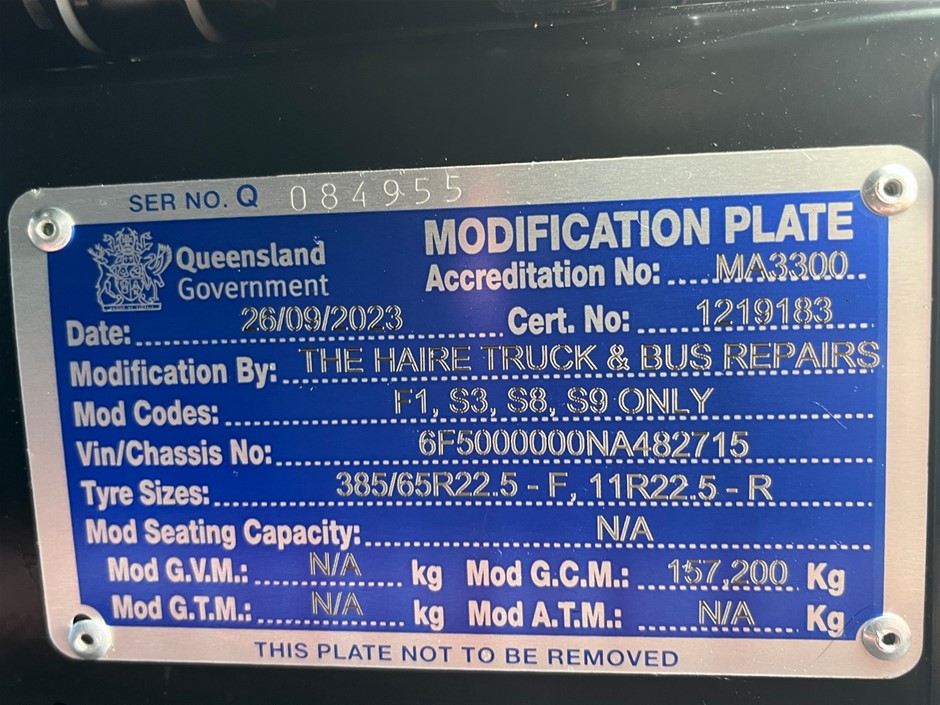 SER NO. Q 084955
Queensland Government
MODIFICATION PLATE
Accreditation No: MA3300
Date: 26/09/2023 Cert. No: 1219183
Modification By: THE HAIRE TRUCK & BUS REPAIRS
Mod Codes: F1, S3, S8, S9 ONLY
Vin/Chassis No: 6F5000000NA482715
Tyre Sizes: 385/65R22.5 - F, 11R22.5 - R
Mod Seating Capacity: N/A
Mod G.V.M.: N/A kg Mod G.C.M.: 157,200 Kg
Mod G.T.M.: N/A kg Mod A.T.M.: N/A Kg
THIS PLATE NOT TO BE REMOVED